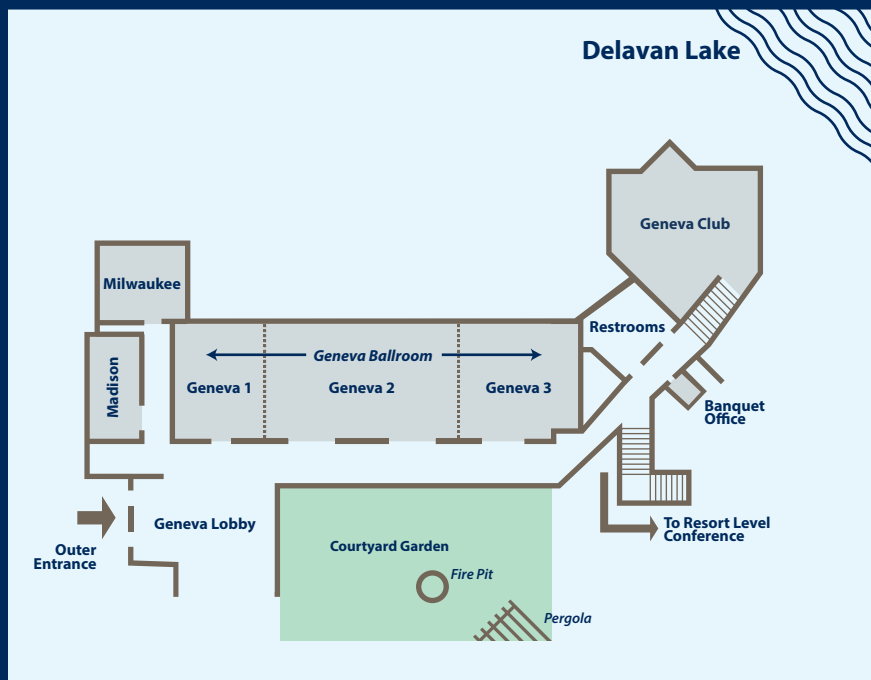 Delavan Lake
Geneva Club
Milwaukee
Restrooms
Geneva Ballroom
Madison
Geneva 1
Geneva 2
Geneva 3
Banquet
Office
Geneva Lobby
To Resort Level
Conference
Outer
Entrance
Courtyard Garden
Fire Pit
Pergola